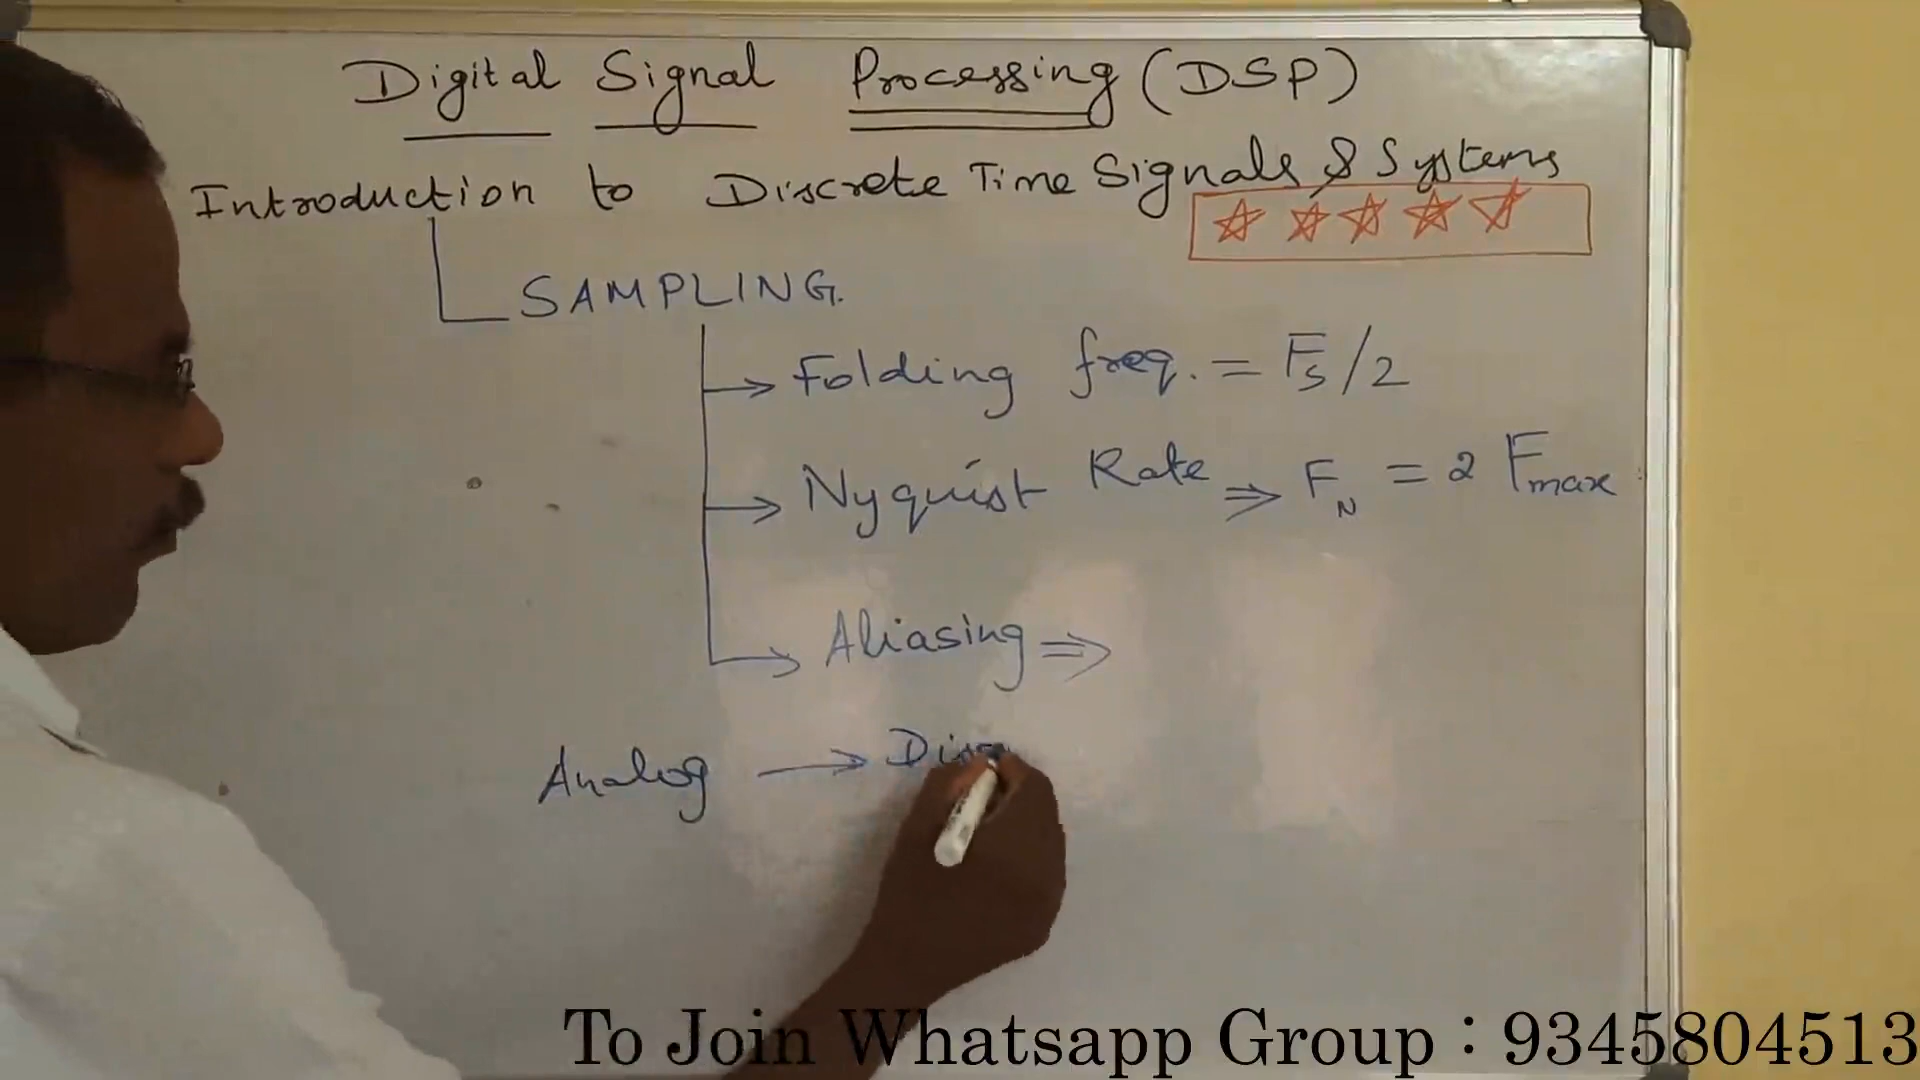 Digital Signal Processing (DSP)
Introduction to Discrete Time Signals & Systems
SAMPLING.
Folding freq. = Fs/2
Nyquist Rate ⇒ FN = 2 Fmax
Aliasing ⇒
Analog →
To Join Whatsapp Group : 9345804513